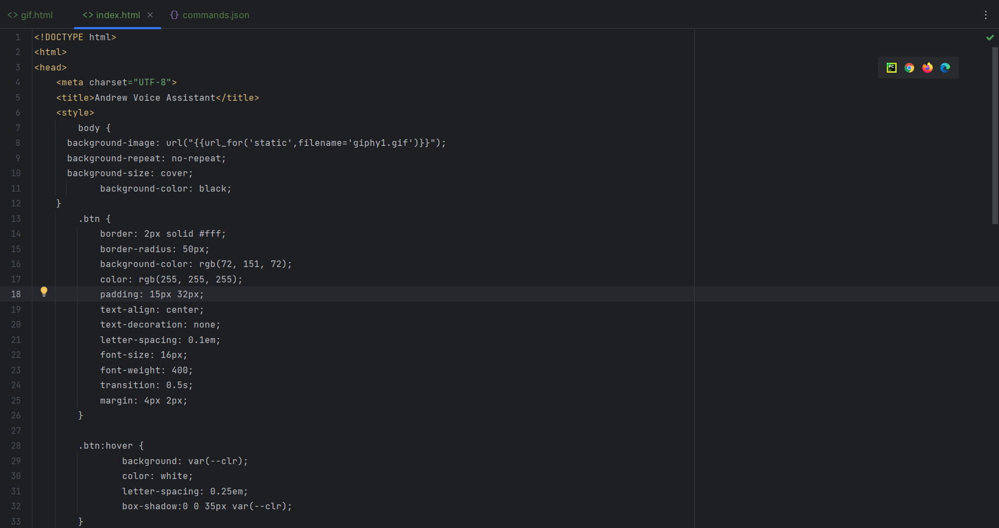 gif.html index.html commands.json
1 <!DOCTYPE html>
2 <html>
3 <head>
4     <meta charset="UTF-8">
5     <title>Andrew Voice Assistant</title>
6     <style>
7         body {
8       background-image: url("{{url_for('static',filename='giphy1.gif')}}");
9       background-repeat: no-repeat;
10       background-size: cover;
11             background-color: black;
12     }
13         .btn {
14             border: 2px solid #fff;
15             border-radius: 50px;
16             background-color: rgb(72, 151, 72);
17             color: rgb(255, 255, 255);
18             padding: 15px 32px;
19             text-align: center;
20             text-decoration: none;
21             letter-spacing: 0.1em;
22             font-size: 16px;
23             font-weight: 400;
24             transition: 0.5s;
25             margin: 4px 2px;
26         }
27
28         .btn:hover {
29                 background: var(--clr);
30                 color: white;
31                 letter-spacing: 0.25em;
32                 box-shadow:0 0 35px var(--clr);
33         }
PC